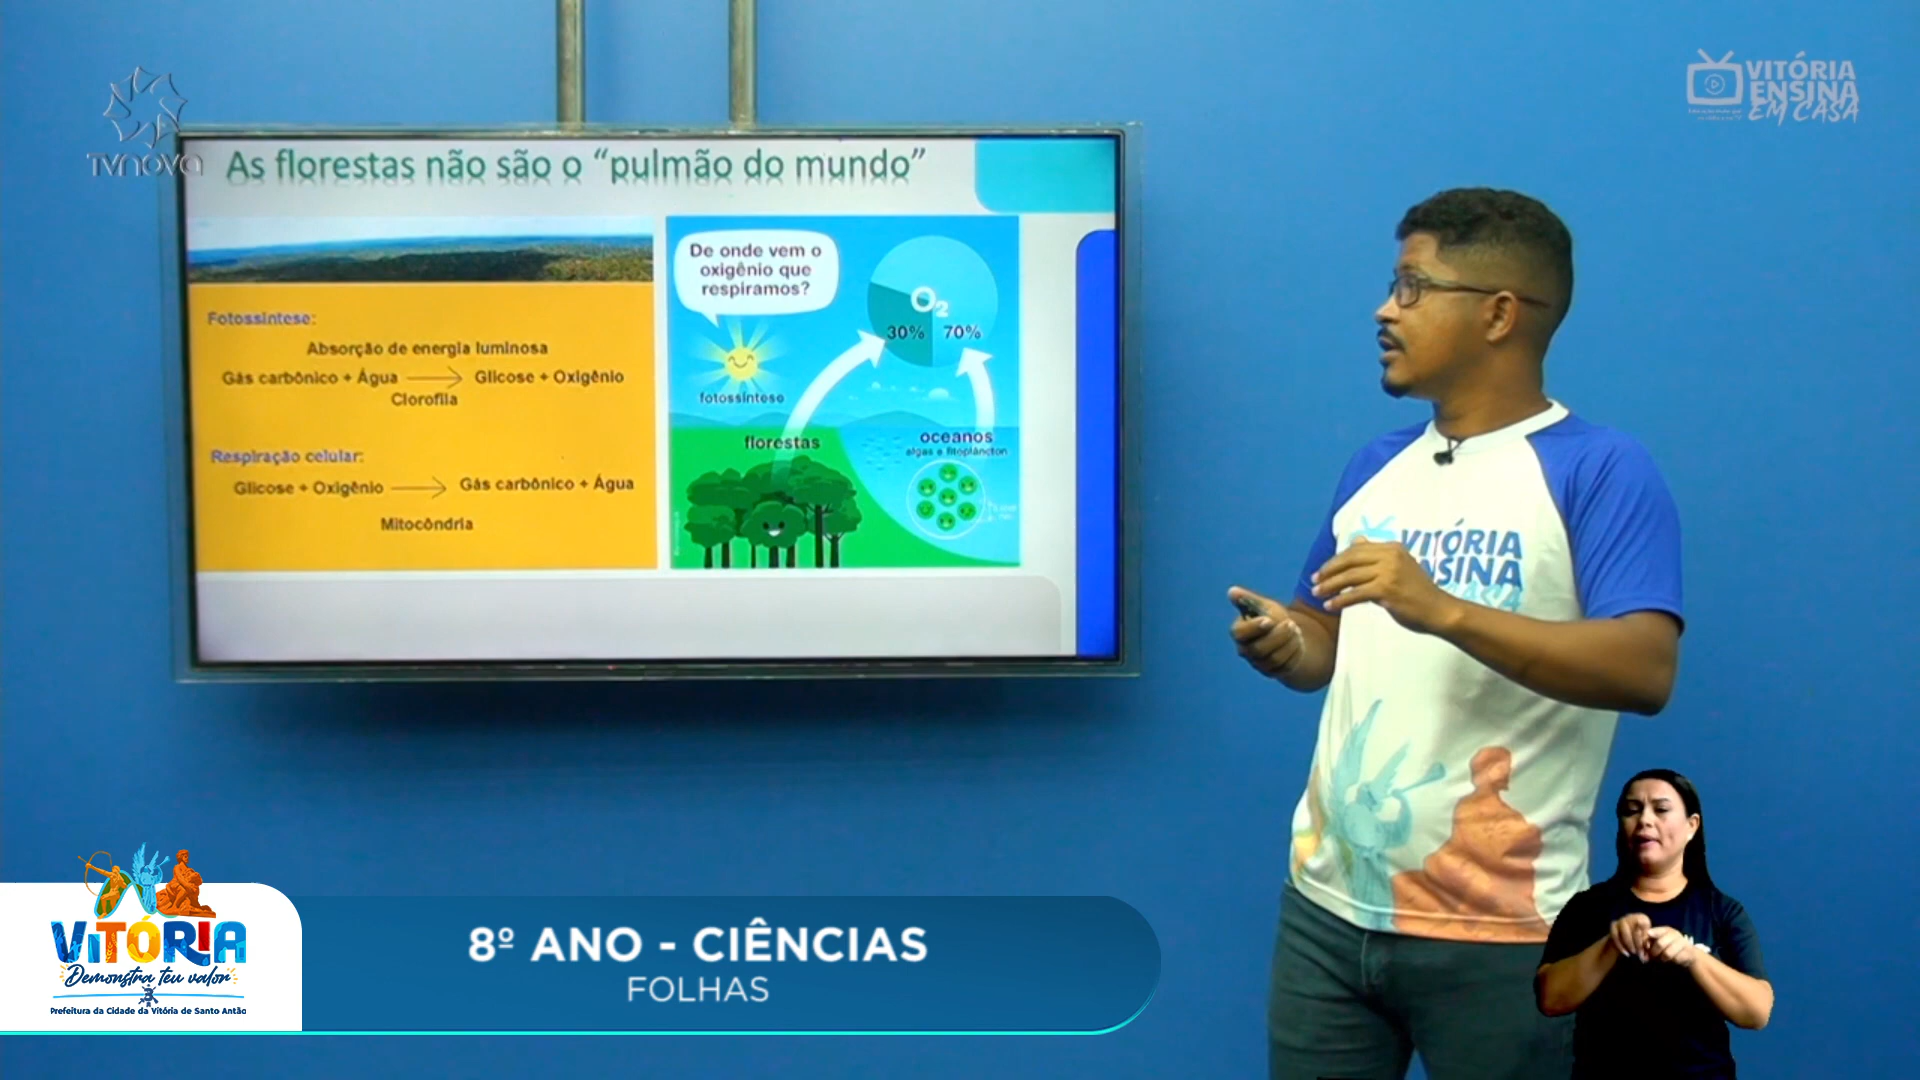 TVNOVA
VITÓRIA
ENSINA
EM CASA
As florestas não são o “pulmão do mundo”
Fotossíntese:
Absorção de energia luminosa
Gás carbônico + Água
Glicose + Oxigênio
Clorofila
Respiração celular:
Glicose + Oxigênio
Gás carbônico + Água
Mitocôndria
De onde vem o
oxigênio que
respiramos?
O2
30%
70%
fotossíntese
florestas
oceanos
algas e fitoplâncton
VITÓRIA
ENSINA
CASA
VITÓRIA
Demonstra teu valor
Prefeitura da Cidade da Vitória de Santo Antão
8º ANO - CIÊNCIAS
FOLHAS